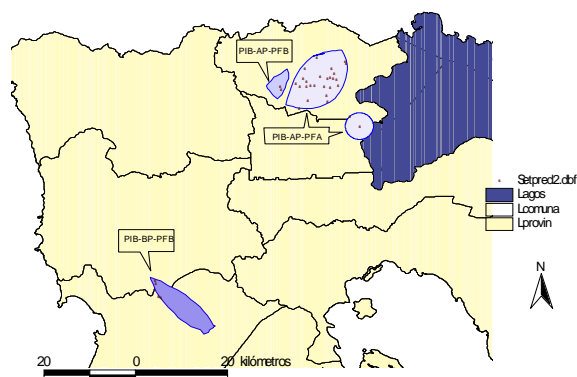 PIB-AP-PFB
PIB-AP-PFA
PIB-BP-PFB
Setpred2.dbf
Lagos
Lcomuna
Lprovin
N
20 0 20 kilómetros